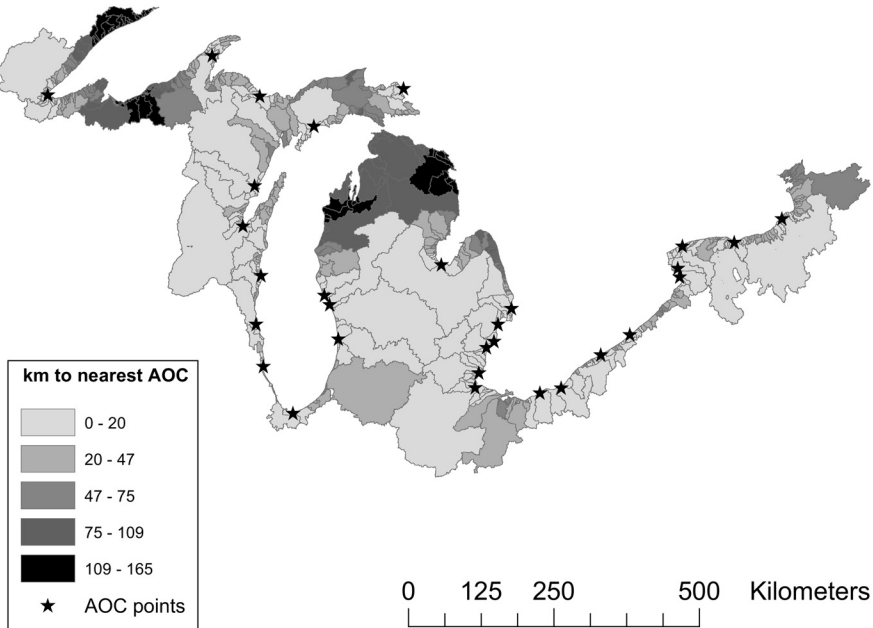 km to nearest AOC
0 - 20
20 - 47
47 - 75
75 - 109
109 - 165
AOC points
0 125 250 500 Kilometers